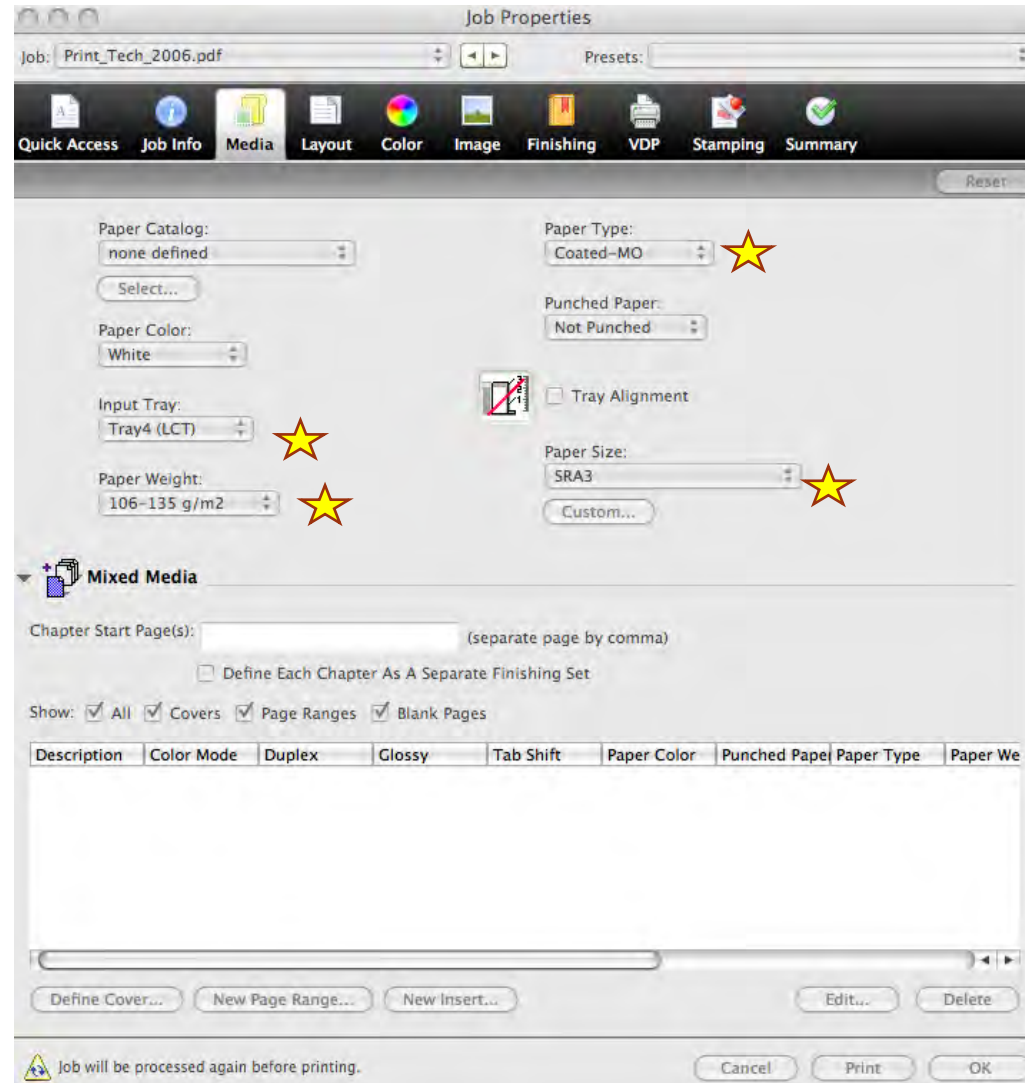 Job Properties
Job: Print_Tech_2006.pdf Presets:
Quick Access Job Info Media Layout Color Image Finishing VDP Stamping Summary
Reset
Paper Catalog:
none defined
Select...
Paper Color:
White
Input Tray:
Tray4 (LCT)
Paper Weight:
106-135 g/m2
Paper Type:
Coated-MO
Punched Paper:
Not Punched
Tray Alignment
Paper Size:
SRA3
Custom...
Mixed Media
Chapter Start Page(s): (separate page by comma)
Define Each Chapter As A Separate Finishing Set
Show: All Covers Page Ranges Blank Pages
Description Color Mode Duplex Glossy Tab Shift Paper Color Punched Paper Paper Type Paper We
Define Cover... New Page Range... New Insert... Edit... Delete
Job will be processed again before printing. Cancel Print OK